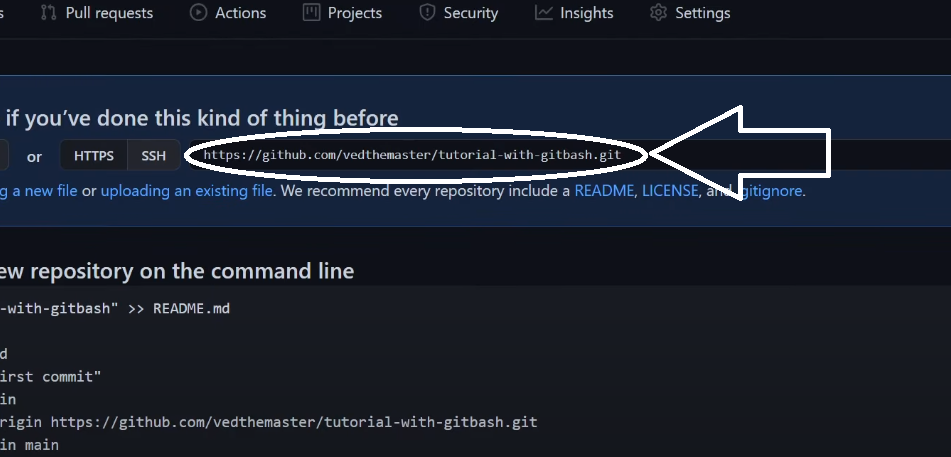 s Pull requests Actions Projects Security Insights Settings
if you've done this kind of thing before
or HTTPS SSH https://github.com/vedthemaster/tutorial-with-gitbash.git
g a new file or uploading an existing file. We recommend every repository include a README, LICENSE, and gitignore.
ew repository on the command line
-with-gitbash" >> README.md
d
irst commit"
in
rigin https://github.com/vedthemaster/tutorial-with-gitbash.git
in main